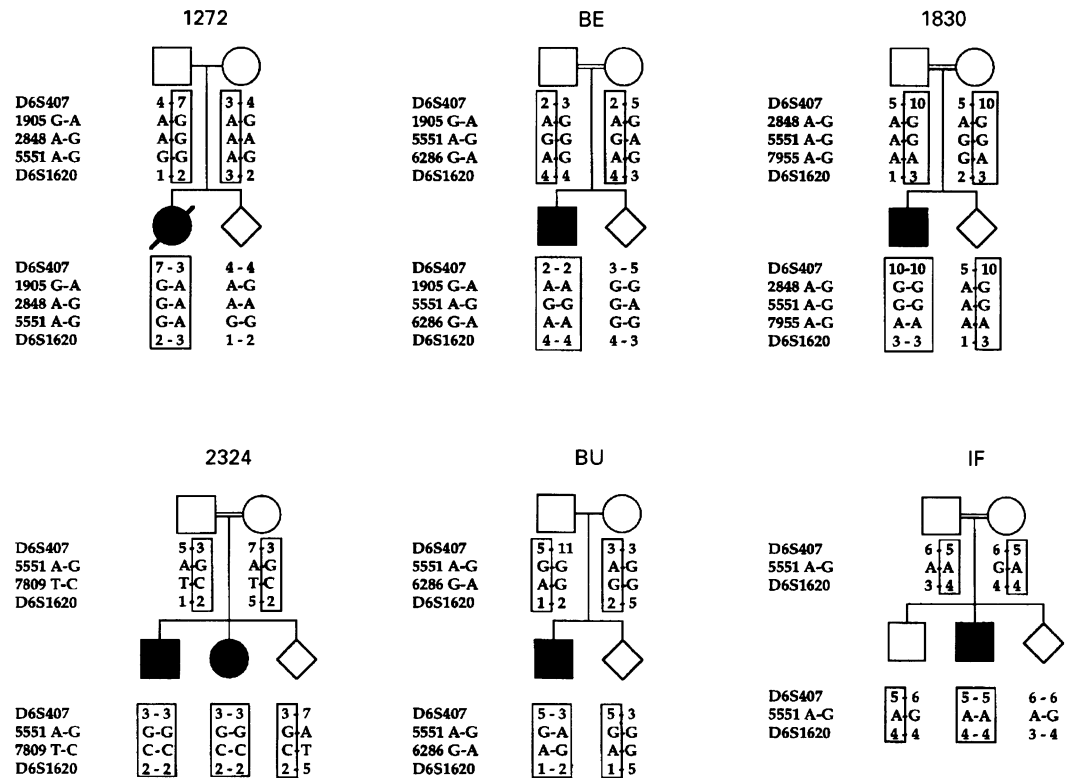 1272
D6S407 4 - 7 3 - 4
1905 G-A A-G A-G
2848 A-G A-G A-A
5551 A-G G-G A-G
D6S1620 1 - 2 3 - 2
D6S407 7 - 3 4 - 4
1905 G-A G-A A-G
2848 A-G G-A A-A
5551 A-G G-A G-G
D6S1620 2 - 3 1 - 2
BE
D6S407 2 - 3 2 - 5
1905 G-A A-G A-G
5551 A-G G-G G-A
6286 G-A A-G A-G
D6S1620 4 - 4 4 - 3
D6S407 2 - 2 3 - 5
1905 G-A A-A G-G
5551 A-G G-G G-A
6286 G-A A-A G-G
D6S1620 4 - 4 4 - 3
1830
D6S407 5 - 10 5 - 10
2848 A-G A-G G-G
5551 A-G A-G G-G
7955 A-G A-A G-A
D6S1620 1 - 3 2 - 3
D6S407 10-10 5 - 10
2848 A-G G-G A-G
5551 A-G G-G A-G
7955 A-G A-A A-A
D6S1620 3 - 3 1 - 3
2324
D6S407 5 - 3 7 - 3
5551 A-G A-G A-G
7809 T-C T-C T-C
D6S1620 1 - 2 5 - 2
D6S407 3 - 3 3 - 3 3 - 7
5551 A-G G-G G-G G-A
7809 T-C C-C C-C C-T
D6S1620 2 - 2 2 - 2 2 - 5
BU
D6S407 5 - 11 3 - 3
5551 A-G G-G A-G
6286 G-A A-G G-G
D6S1620 1 - 2 2 - 5
D6S407 5 - 3 5 - 3
5551 A-G G-A G-G
6286 G-A A-G A-G
D6S1620 1 - 2 1 - 5
IF
D6S407 6 - 5 6 - 5
5551 A-G A-A G-A
D6S1620 3 - 4 4 - 4
D6S407 5 - 6 5 - 5 6 - 6
5551 A-G A-G A-A A-G
D6S1620 4 - 4 4 - 4 3 - 4